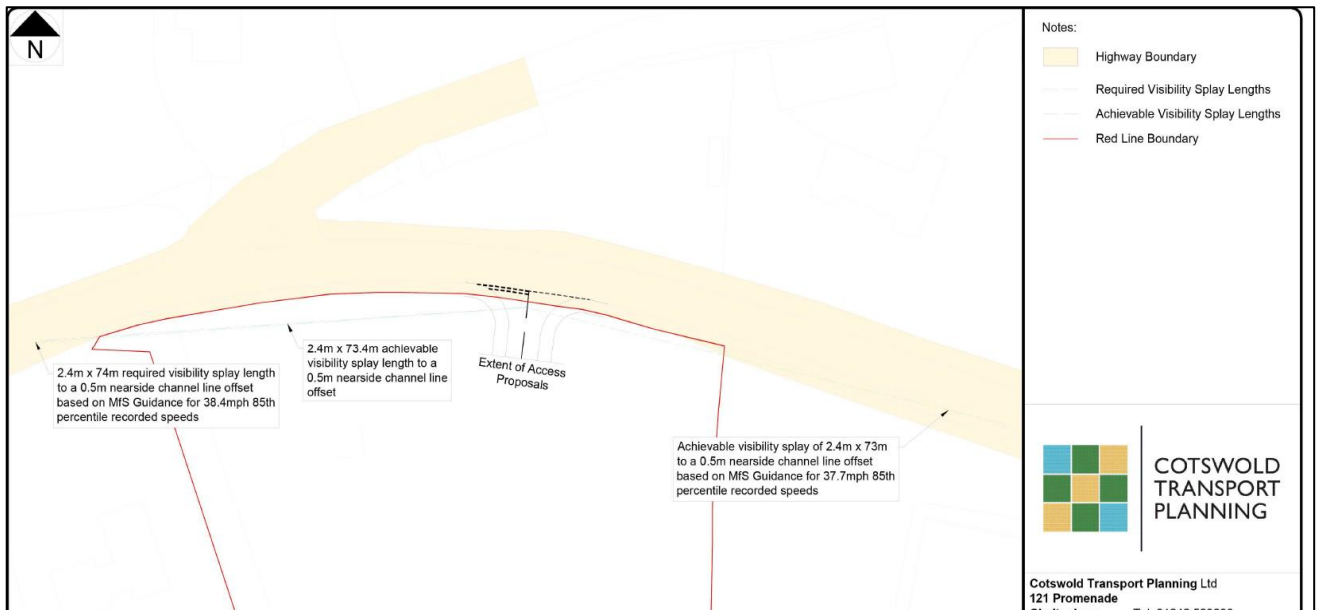 N
Notes:
Highway Boundary
Required Visibility Splay Lengths
Achievable Visibility Splay Lengths
Red Line Boundary
2.4m x 74m required visibility splay length
to a 0.5m nearside channel line offset
based on MfS Guidance for 38.4mph 85th
percentile recorded speeds
2.4m x 73.4m achievable
visibility splay length to a
0.5m nearside channel line
offset
Extent of Access
Proposals
Achievable visibility splay of 2.4m x 73m
to a 0.5m nearside channel line offset
based on MfS Guidance for 37.7mph 85th
percentile recorded speeds
COTSWOLD
TRANSPORT
PLANNING
Cotswold Transport Planning Ltd
121 Promenade